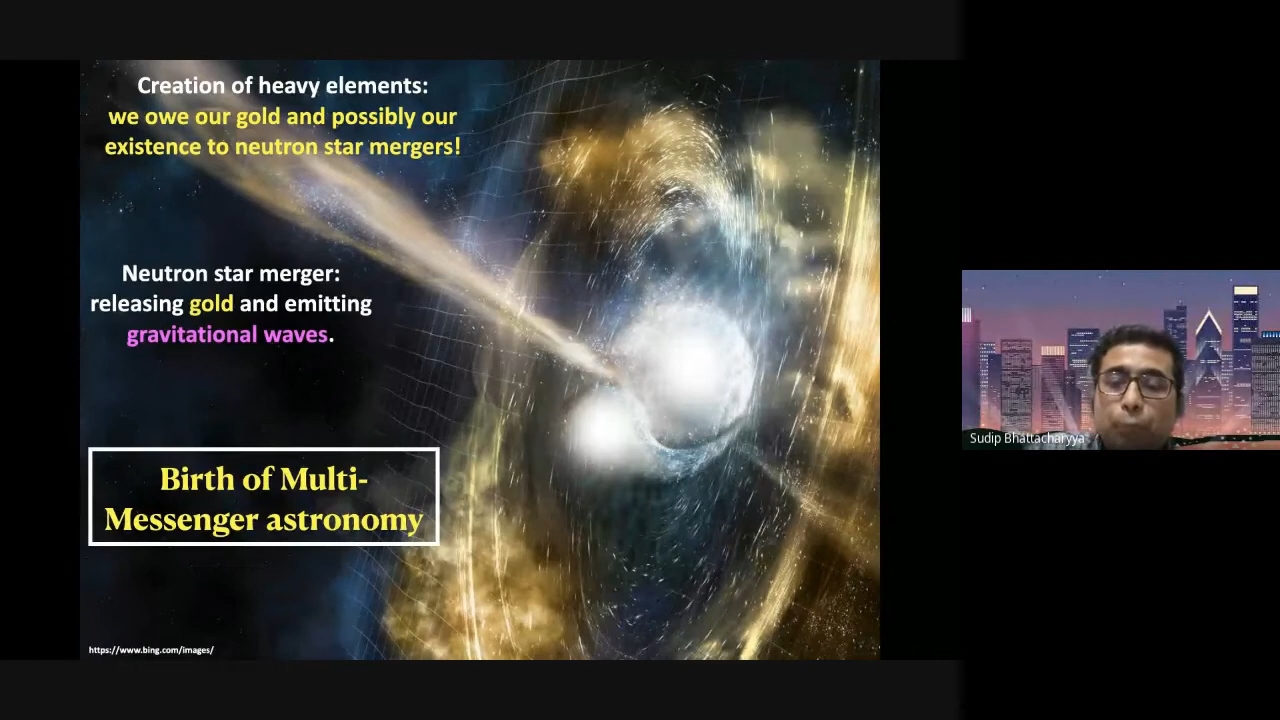 Creation of heavy elements:
we owe our gold and possibly our
existence to neutron star mergers!
Neutron star merger:
releasing gold and emitting
gravitational waves.
Birth of Multi-
Messenger astronomy
https://www.bing.com/images/
Sudip Bhattacharyya